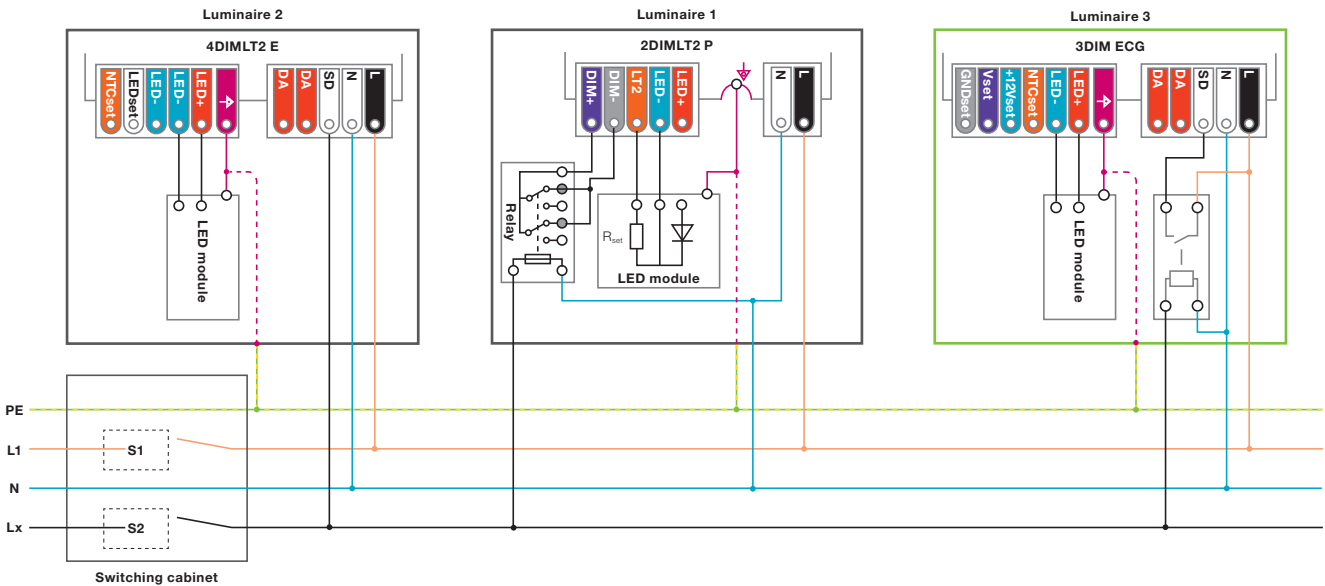 Luminaire 2
Luminaire 1
Luminaire 3
4DIMLT2 E
2DIMLT2 P
3DIM ECG
NTCset
LEDset
LED-
LED-
LED+
DA
DA
SD
N
L
DIM+
DIM-
LT2
LED-
LED+
N
L
GNDset
Vset
+12Vset
NTCset
LED-
LED+
DA
DA
SD
N
L
LED module
Relay
Rset
LED module
LED module
PE
L1
S1
N
Lx
S2
Switching cabinet